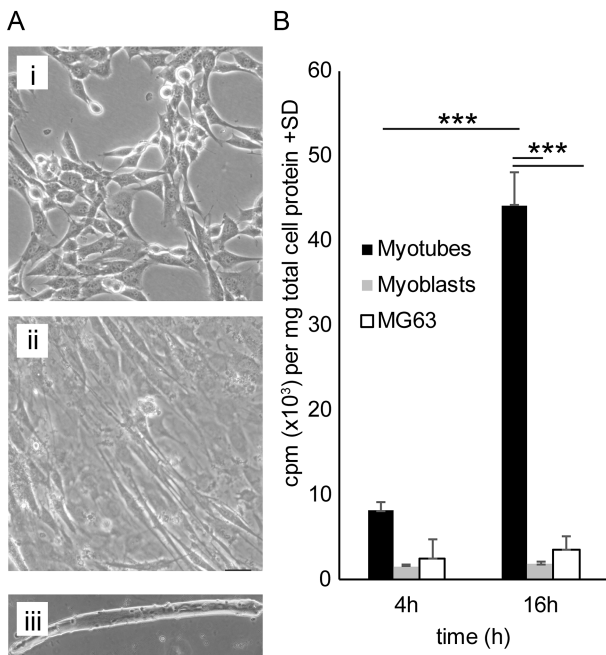 A
i
ii
iii
B
cpm (x10³) per mg total cell protein +SD
60
50
40
30
20
10
0
***
***
Myotubes
Myoblasts
MG63
4h
16h
time (h)